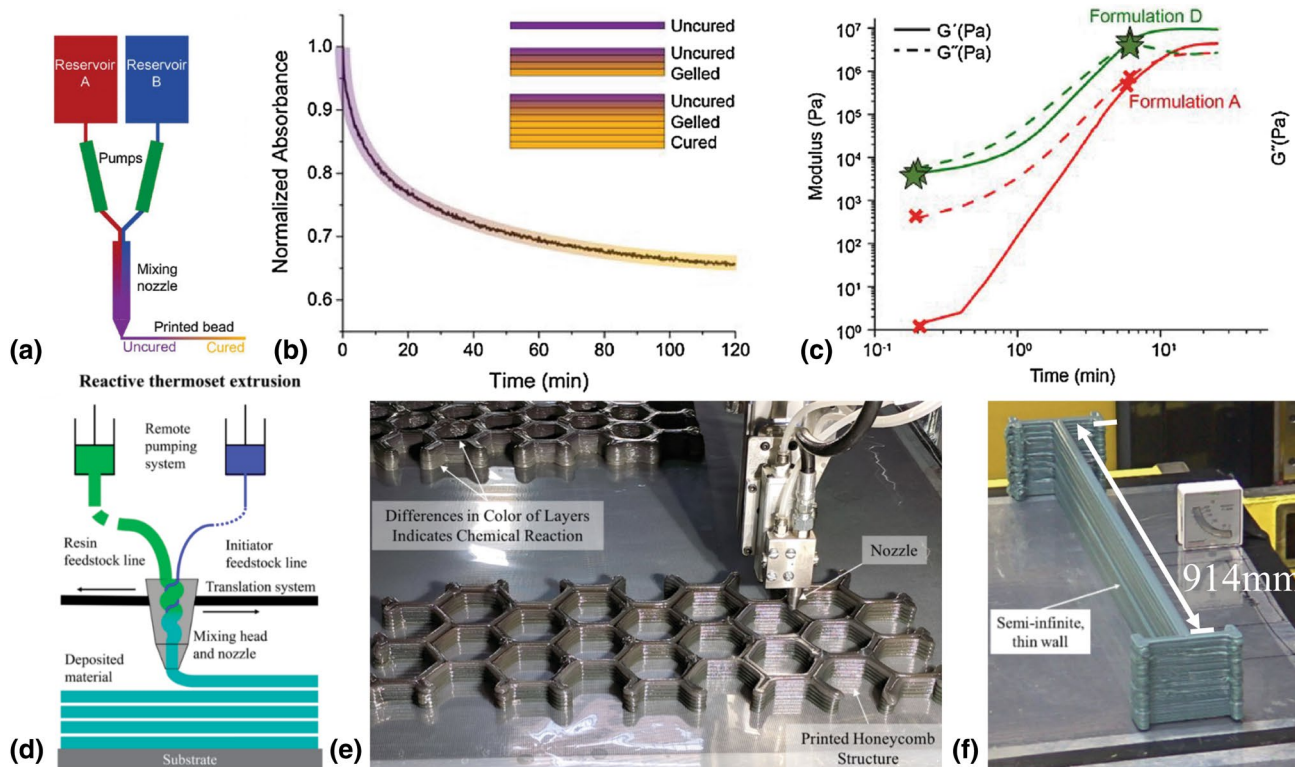 Reservoir
A
Reservoir
B
Pumps
Mixing
nozzle
Printed bead
Uncured
Cured
(a)
Normalized Absorbance
1.0
0.9
0.8
0.7
0.6
0
20
40
60
80
100
120
Time (min)
Uncured
Uncured
Gelled
Uncured
Gelled
Cured
(b)
Modulus (Pa)
10⁷
10⁶
10⁵
10⁴
10³
10²
10¹
10⁰
10⁻¹
10⁰
10¹
Time (min)
G′(Pa)
G″(Pa)
Formulation D
Formulation A
G″(Pa)
(c)
Reactive thermoset extrusion
Remote
pumping
system
Resin
feedstock line
Initiator
feedstock line
Translation system
Mixing head
and nozzle
Deposited
material
Substrate
(d)
Differences in Color of Layers
Indicates Chemical Reaction
Nozzle
Printed Honeycomb
Structure
(e)
914mm
Semi-infinite,
thin wall
(f)